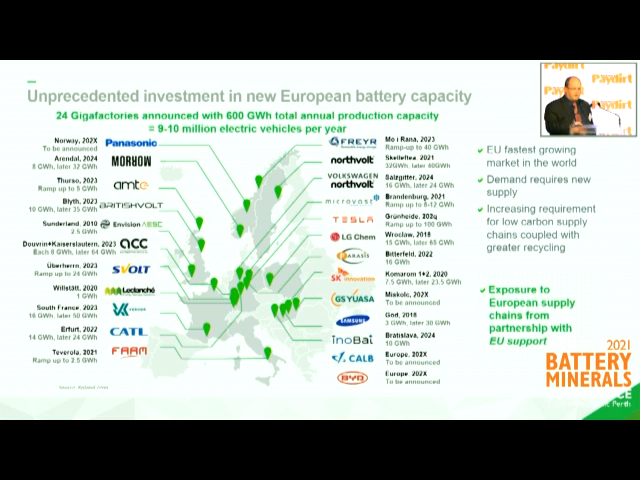 Unprecedented investment in new European battery capacity
24 Gigafactories announced with 600 GWh total annual production capacity
= 9-10 million electric vehicles per year
Norway, 202X
To be announced
Panasonic
Arendal, 2024
8 GWh, later 32 GWh
MORROW
Thurso, 2023
Ramp up to 5 GWh
amte
Blyth, 2023
10 GWh, later 35 GWh
BRITISHVOLT
Sunderland, 2010
2.5 GWh
Envision AESC
Douvrin+Kaiserslautern, 2023
Each 8 GWh, later 64 GWh
acc
Überherrn, 2023
Ramp up to 24 GWh
SVOLT
Willstätt, 2020
1 GWh
Leclanché
South France, 2023
16 GWh, later 50 GWh
VERKOR
Erfurt, 2022
14 GWh, later 24 GWh
CATL
Teverola, 2021
Ramp up to 2.5 GWh
FAAM
FREYR
Mo i Rana, 2023
Ramp-up to 40 GWh
northvolt
Skelleftea, 2021
32GWh, later 40GWh
VOLKSWAGEN
northvolt
Salzgitter, 2024
16 GWh, later 24 GWh
microvast
Brandenburg, 2021
Ramp up to 8-12 GWh
TESLA
Grünheide, 202q
Ramp up to 100 GWh
LG Chem
Wroclaw, 2018
15 GWh, later 65 GWh
FARASIS
Bitterfeld, 2022
16 GWh
SK innovation
Komarom 1+2, 2020
7.5 GWh, later 23.5 GWh
GS YUASA
Miskolc, 202X
To be announced
SAMSUNG
God, 2018
3 GWh, later 30 GWh
InoBat
Bratislava, 2024
10 GWh
CALB
Europe, 202X
To be announced
BYD
Europe, 202X
To be announced
EU fastest growing
market in the world
Demand requires new
supply
Increasing requirement
for low carbon supply
chains coupled with
greater recycling
Exposure to
European supply
chains from
partnership with
EU support
Paydirt
Paydirt
Paydirt
2021
BATTERY
MINERALS
Perth